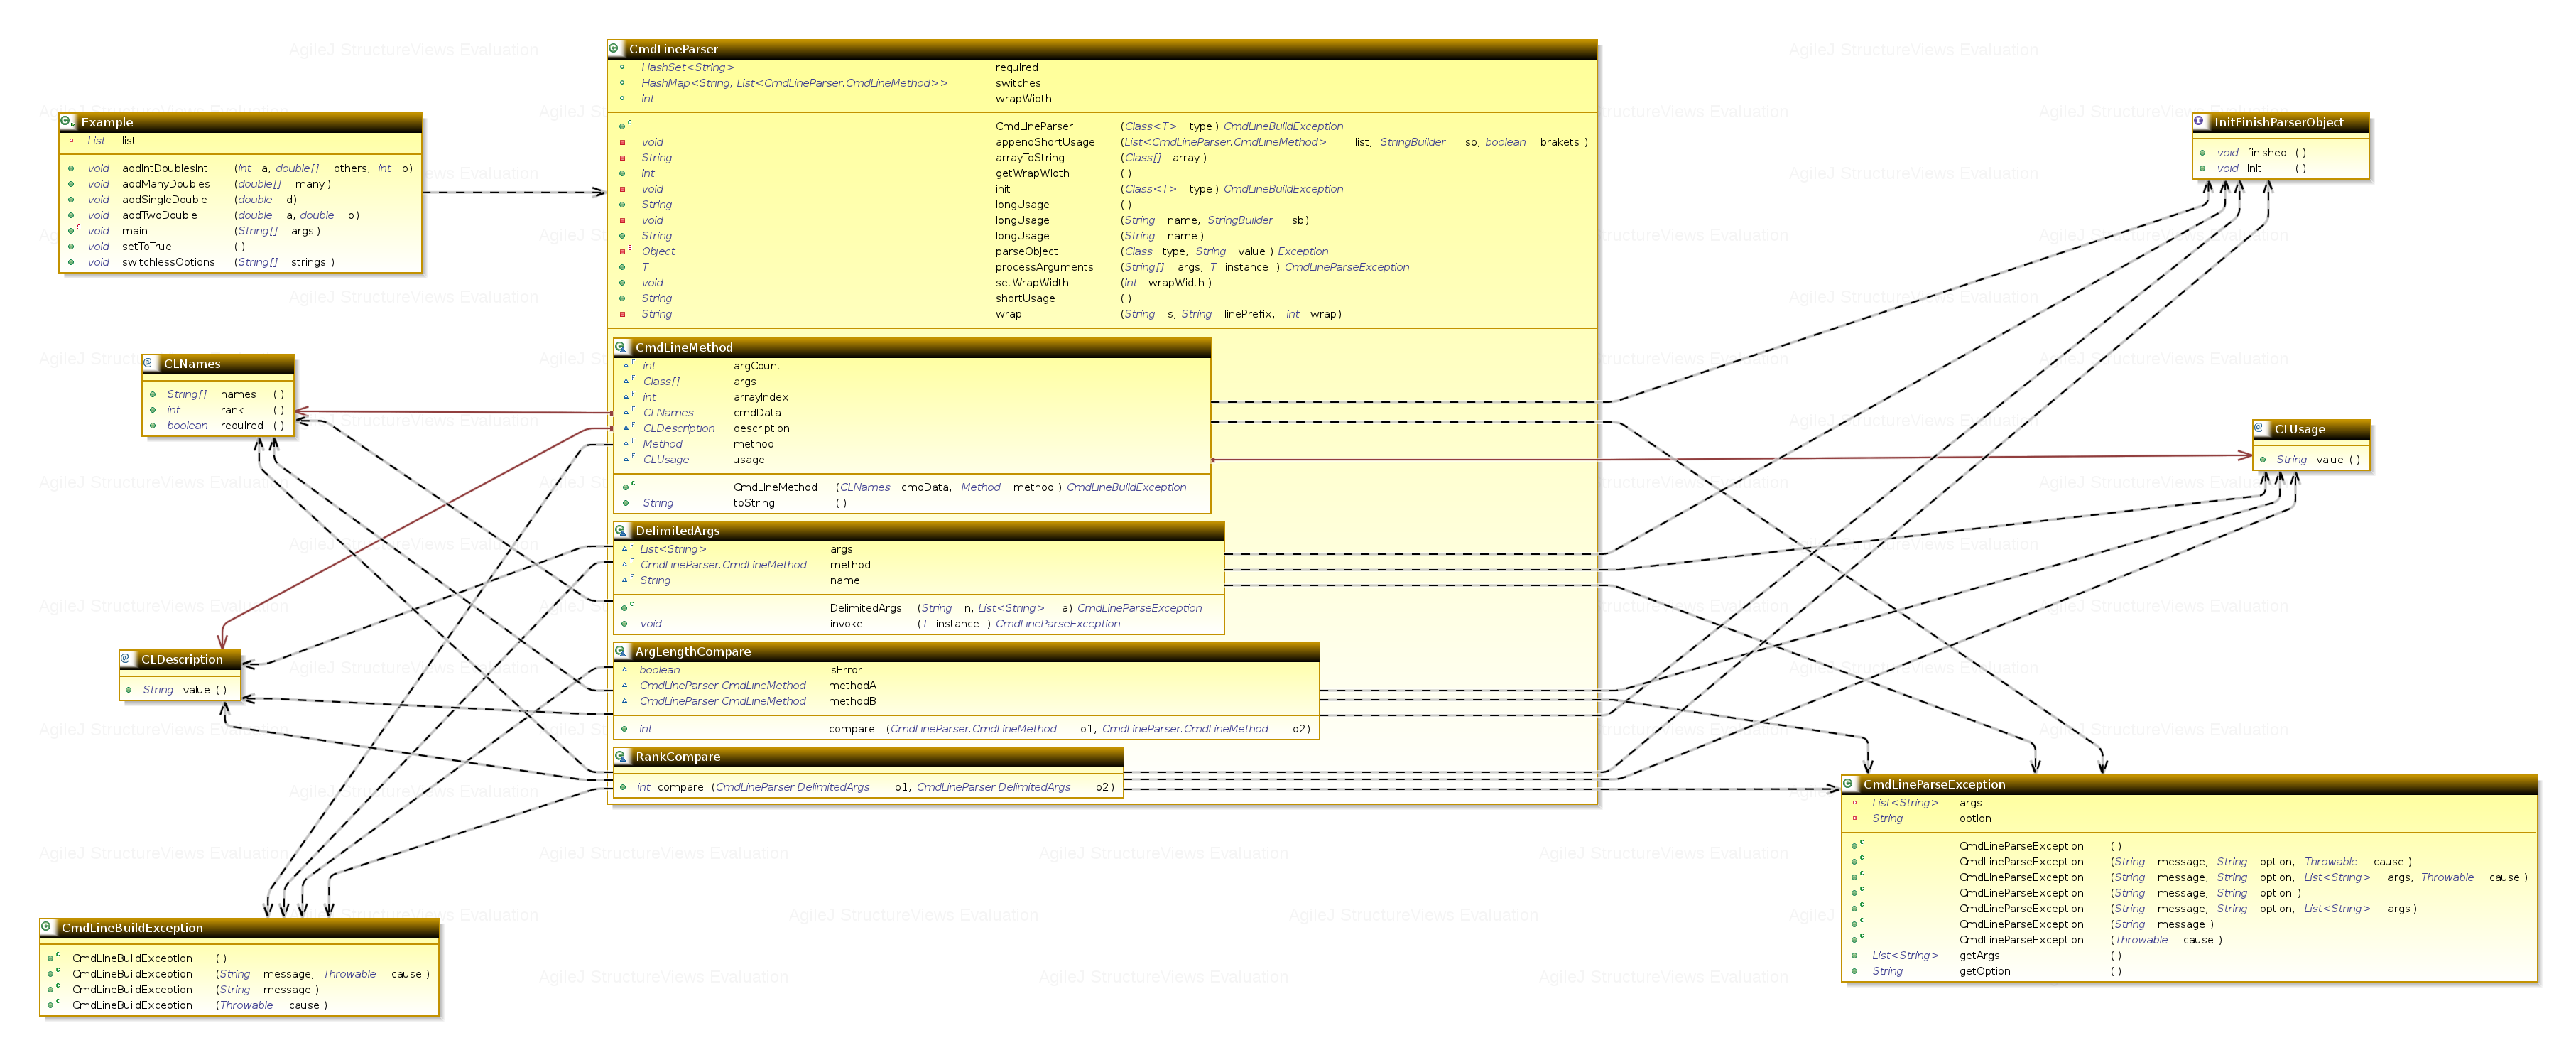 CmdLineParser
HashSet<String> required
HashMap<String, List<CmdLineParser.CmdLineMethod>> switches
int wrapWidth
CmdLineParser (Class<T> type ) CmdLineBuildException
void appendShortUsage (List<CmdLineParser.CmdLineMethod> list, StringBuilder sb, boolean brakets )
String arrayToString (Class[] array )
int getWrapWidth ( )
void init (Class<T> type ) CmdLineBuildException
String longUsage ( )
void longUsage (String name, StringBuilder sb)
String longUsage (String name )
Object parseObject (Class type, String value ) Exception
T processArguments (String[] args, T instance ) CmdLineParseException
void setWrapWidth (int wrapWidth )
String shortUsage ( )
String wrap (String s, String linePrefix, int wrap)
CmdLineMethod
int argCount
Class[] args
int arrayIndex
CLNames cmdData
CLDescription description
Method method
CLUsage usage
CmdLineMethod (CLNames cmdData, Method method ) CmdLineBuildException
String toString ( )
DelimitedArgs
List<String> args
CmdLineParser.CmdLineMethod method
String name
DelimitedArgs (String n, List<String> a) CmdLineParseException
void invoke (T instance ) CmdLineParseException
ArgLengthCompare
boolean isError
CmdLineParser.CmdLineMethod methodA
CmdLineParser.CmdLineMethod methodB
int compare (CmdLineParser.CmdLineMethod o1, CmdLineParser.CmdLineMethod o2)
RankCompare
int compare (CmdLineParser.DelimitedArgs o1, CmdLineParser.DelimitedArgs o2)
Example
List list
void addIntDoublesInt (int a, double[] others, int b)
void addManyDoubles (double[] many )
void addSingleDouble (double d)
void addTwoDouble (double a, double b)
void main (String[] args )
void setToTrue ( )
void switchlessOptions (String[] strings )
CLNames
String[] names ( )
int rank ( )
boolean required ( )
CLDescription
String value ( )
CmdLineBuildException
CmdLineBuildException ( )
CmdLineBuildException (String message, Throwable cause )
CmdLineBuildException (String message )
CmdLineBuildException (Throwable cause )
InitFinishParserObject
void finished ( )
void init ( )
CLUsage
String value ( )
CmdLineParseException
List<String> args
String option
CmdLineParseException ( )
CmdLineParseException (String message, String option, Throwable cause )
CmdLineParseException (String message, String option, List<String> args, Throwable cause )
CmdLineParseException (String message, String option )
CmdLineParseException (String message, String option, List<String> args )
CmdLineParseException (String message )
CmdLineParseException (Throwable cause )
List<String> getArgs ( )
String getOption ( )
AgileJ StructureViews Evaluation